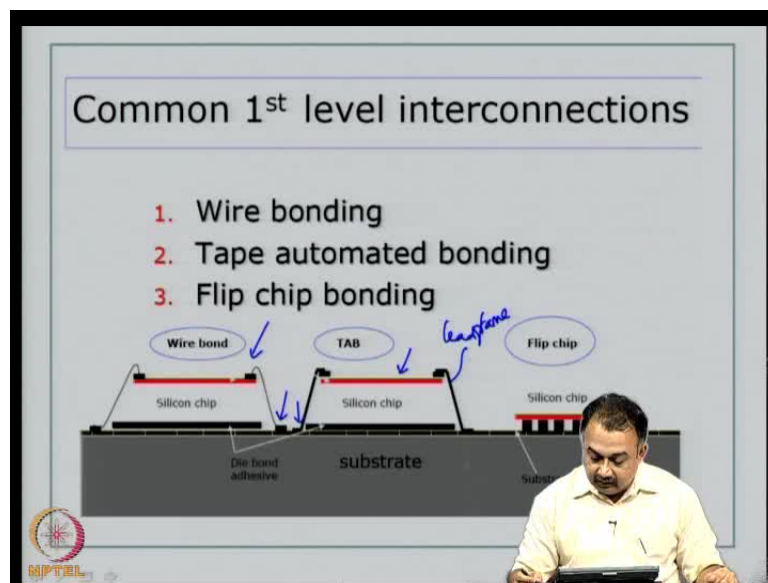 Common 1st level interconnections
1. Wire bonding
2. Tape automated bonding
3. Flip chip bonding
Wire bond
TAB
leadframe
Flip chip
Silicon chip
Silicon chip
Silicon chip
Die bond
adhesive
substrate
NPTEL